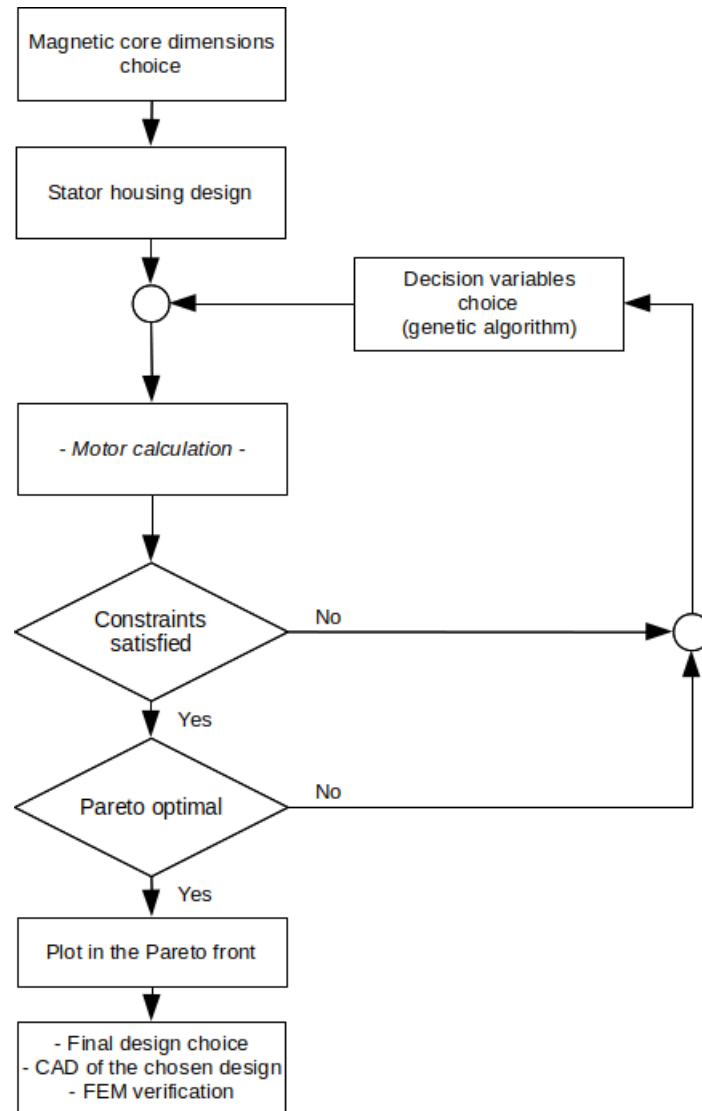 Magnetic core dimensions
choice
Stator housing design
Decision variables
choice
(genetic algorithm)
- Motor calculation -
Constraints
satisfied
No
Yes
Pareto optimal
No
Yes
Plot in the Pareto front
- Final design choice
- CAD of the chosen design
- FEM verification